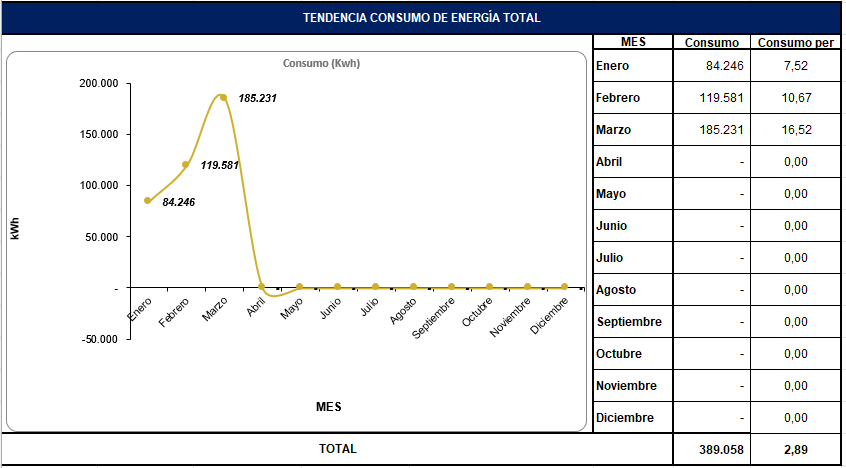 TENDENCIA CONSUMO DE ENERGÍA TOTAL
Consumo (Kwh)
200.000
150.000
100.000
50.000
-
-50.000
kWh
84.246
119.581
185.231
Enero
Febrero
Marzo
Abril
Mayo
Junio
Julio
Agosto
Septiembre
Octubre
Noviembre
Diciembre
MES
MES Consumo Consumo per
Enero 84.246 7,52
Febrero 119.581 10,67
Marzo 185.231 16,52
Abril - 0,00
Mayo - 0,00
Junio - 0,00
Julio - 0,00
Agosto - 0,00
Septiembre - 0,00
Octubre - 0,00
Noviembre - 0,00
Diciembre - 0,00
TOTAL 389.058 2,89